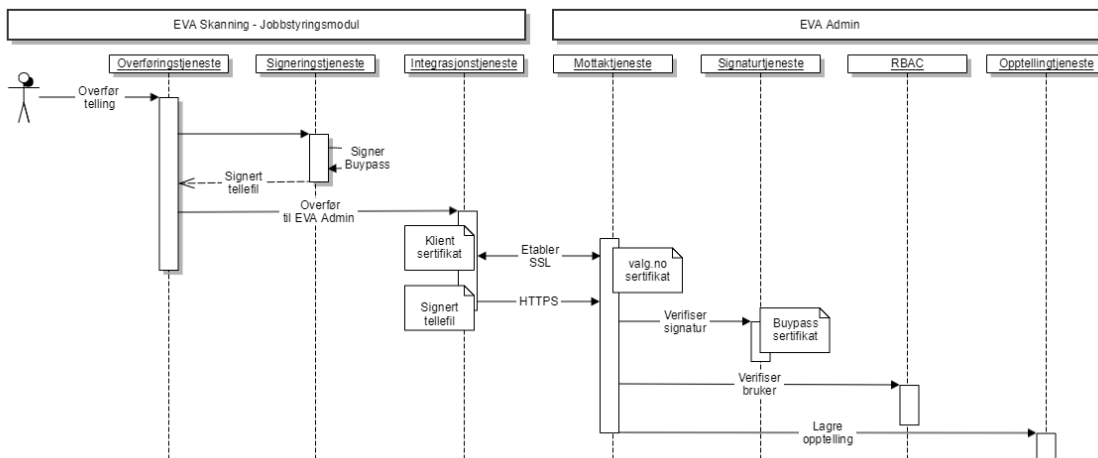 EVA Skanning - Jobbstyringsmodul
EVA Admin
Overføringstjeneste
Signeringstjeneste
Integrasjonstjeneste
Mottaktjeneste
Signaturtjeneste
RBAC
Opptellingtjeneste
Overfør
telling
Signer
Buypass
Signert
tellefil
Overfør
til EVA Admin
Klient
sertifikat
Etabler
SSL
valg.no
sertifikat
Signert
tellefil
HTTPS
Verifiser
signatur
Buypass
sertifikat
Verifiser
bruker
Lagre
opptelling